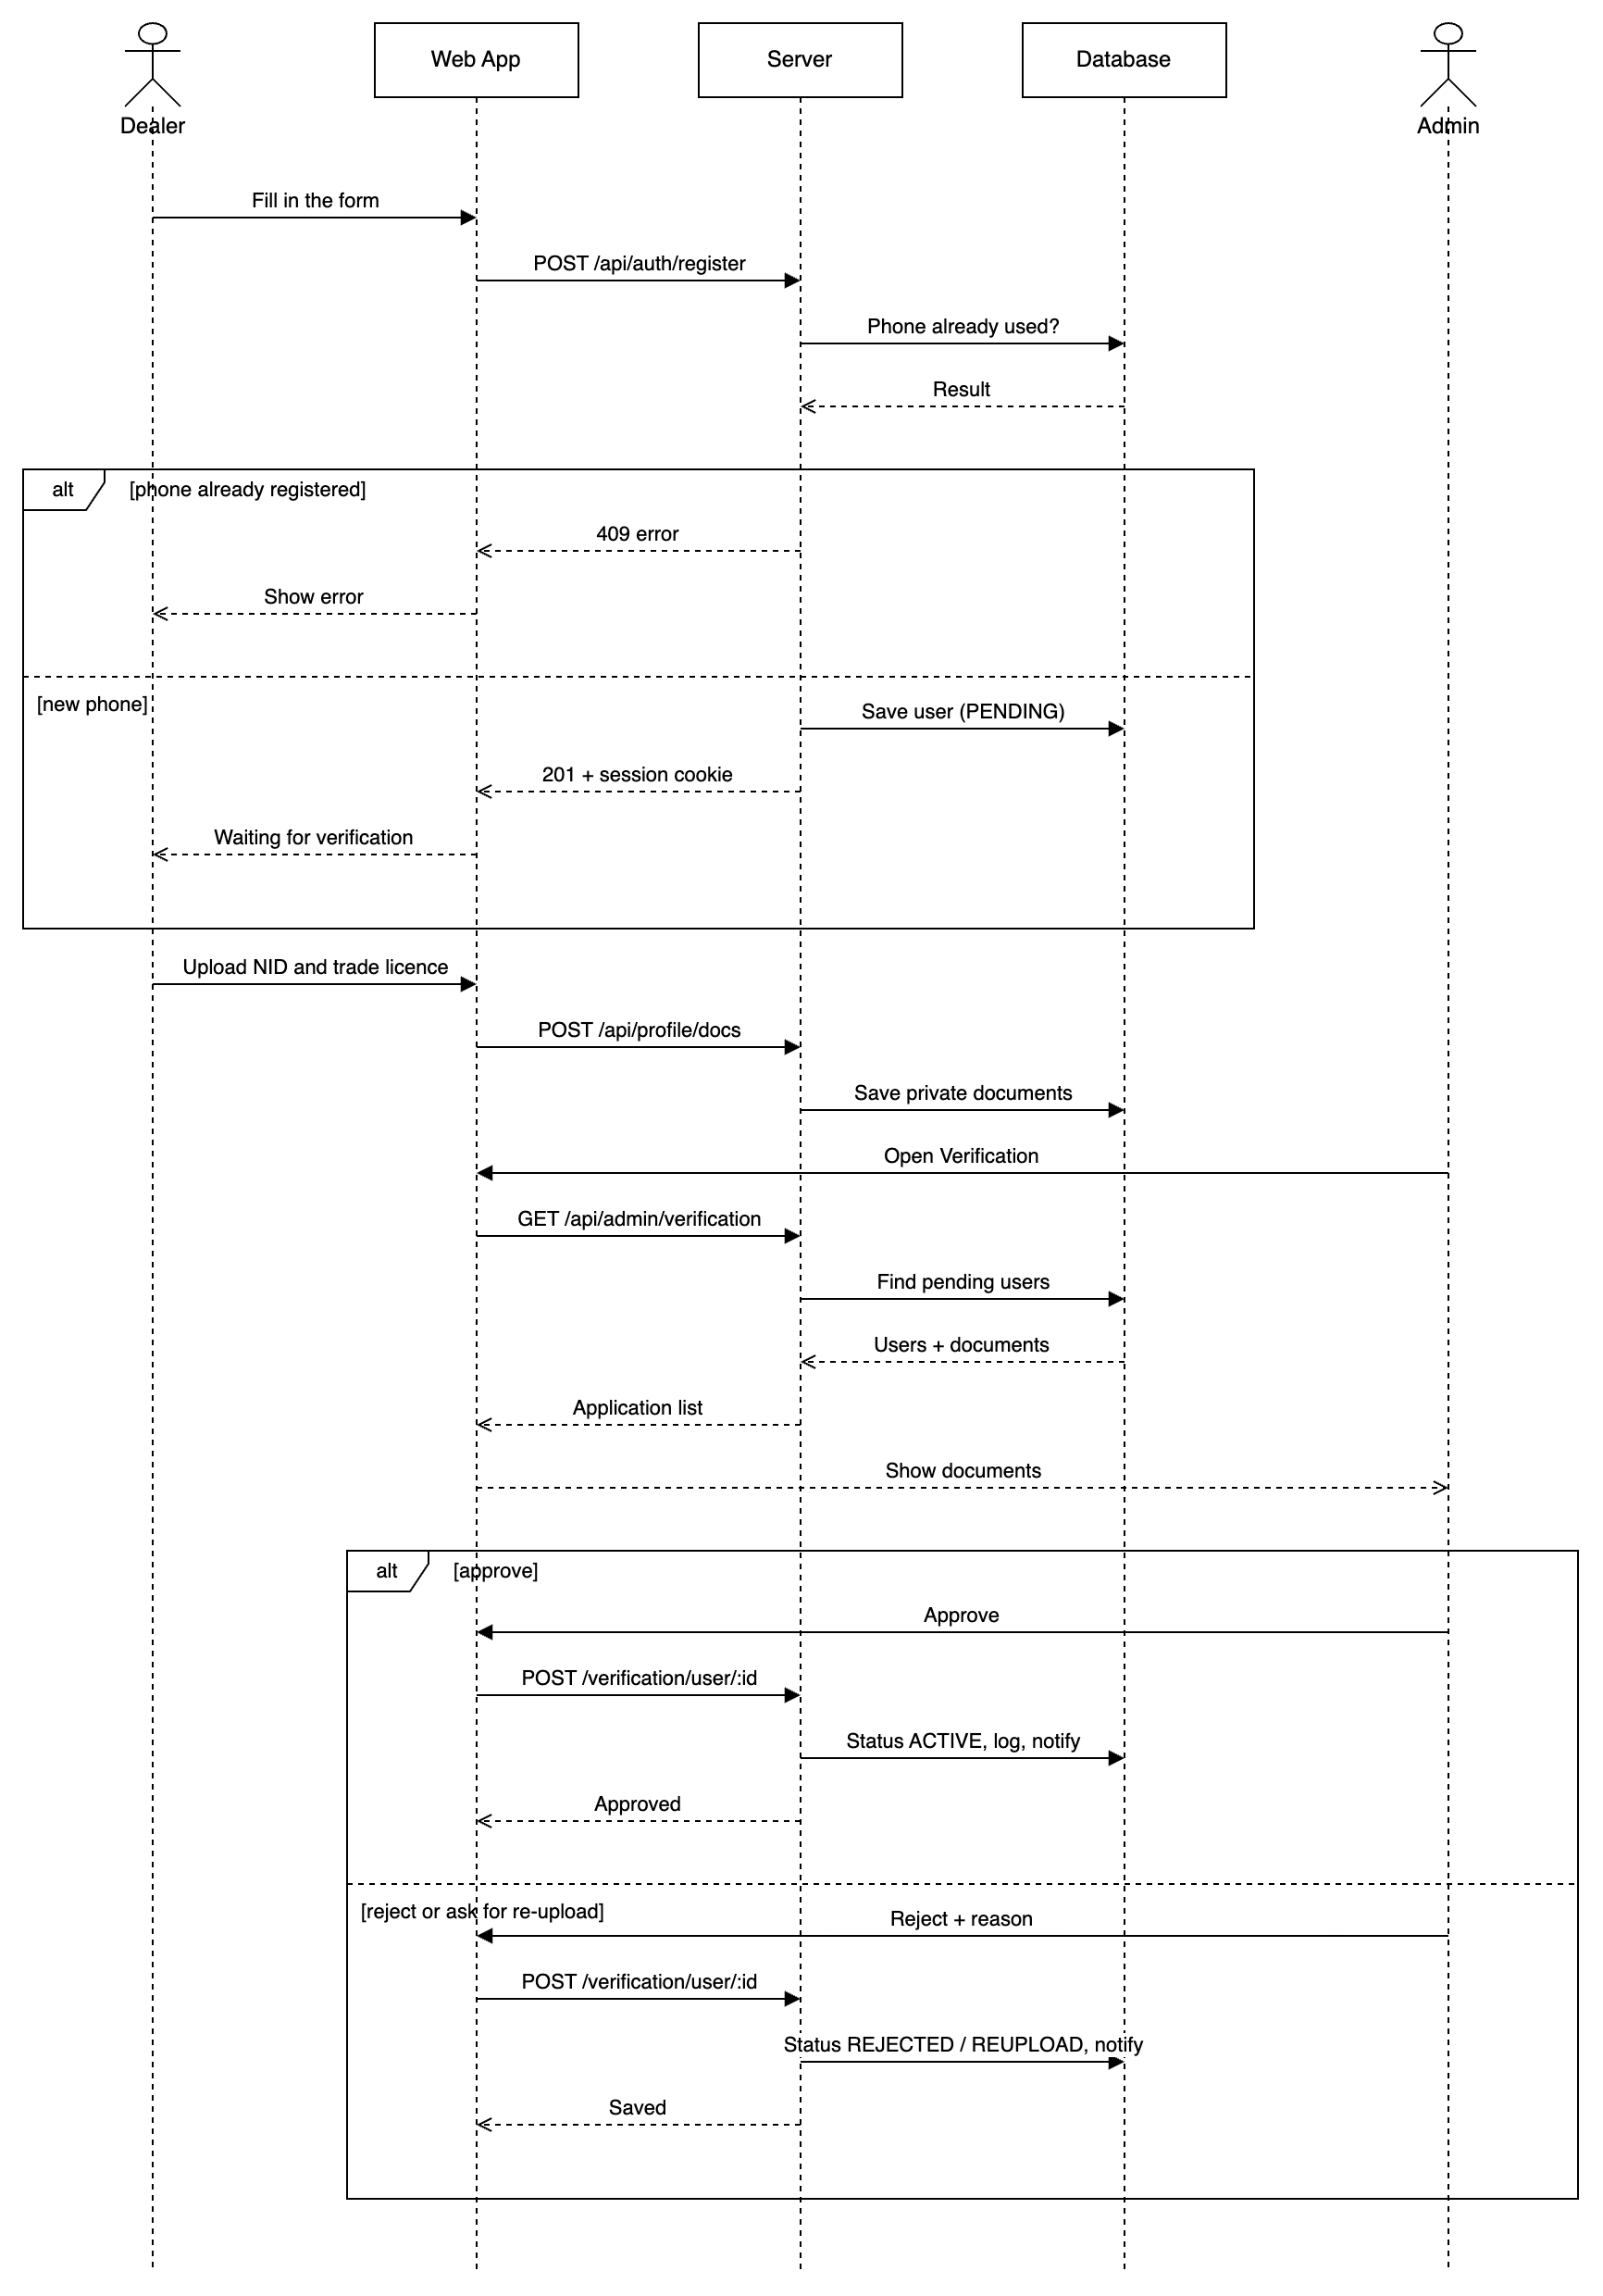 Dealer
Web App
Server
Database
Admin
Fill in the form
POST /api/auth/register
Phone already used?
Result
alt
[phone already registered]
409 error
Show error
[new phone]
Save user (PENDING)
201 + session cookie
Waiting for verification
Upload NID and trade licence
POST /api/profile/docs
Save private documents
Open Verification
GET /api/admin/verification
Find pending users
Users + documents
Application list
Show documents
alt
[approve]
Approve
POST /verification/user/:id
Status ACTIVE, log, notify
Approved
[reject or ask for re-upload]
Reject + reason
POST /verification/user/:id
Status REJECTED / REUPLOAD, notify
Saved